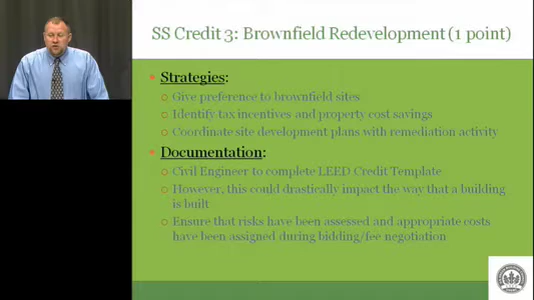 SS Credit 3: Brownfield Redevelopment (1 point)
Strategies:
Give preference to brownfield sites
Identify tax incentives and property cost savings
Coordinate site development plans with remediation activity
Documentation:
Civil Engineer to complete LEED Credit Template
However, this could drastically impact the way that a building
is built
Ensure that risks have been assessed and appropriate costs
have been assigned during bidding/fee negotiation